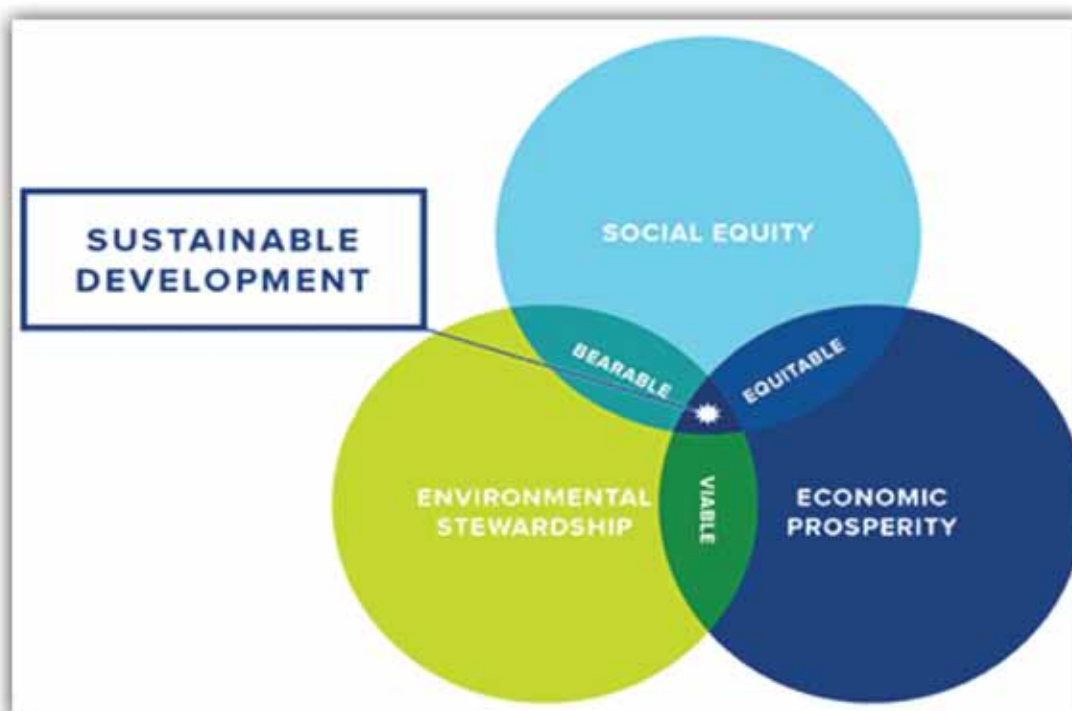 SUSTAINABLE
DEVELOPMENT
SOCIAL EQUITY
BEARABLE
EQUITABLE
ENVIRONMENTAL
STEWARDSHIP
VIABLE
ECONOMIC
PROSPERITY